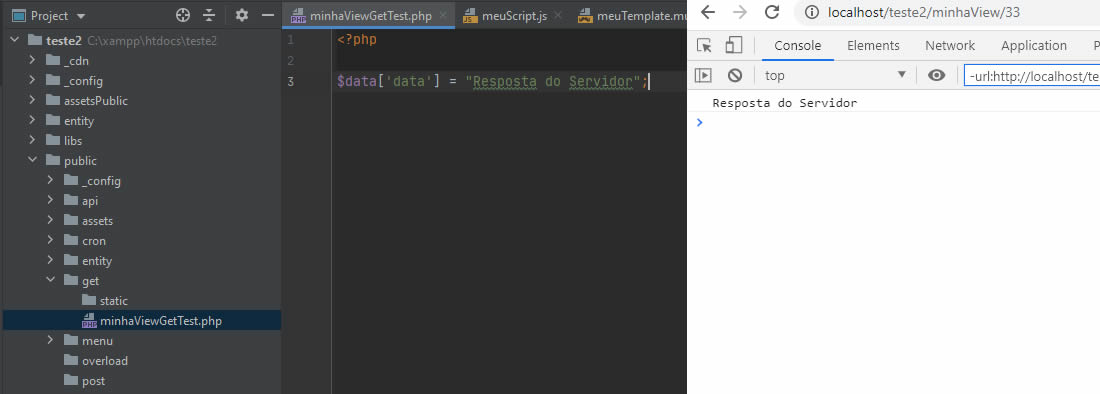 Project
minhaViewGetTest.php
meuScript.js
meuTemplate.mu
teste2 C:\xampp\htdocs\teste2
_cdn
_config
assetsPublic
entity
libs
public
_config
api
assets
cron
entity
get
static
minhaViewGetTest.php
menu
overload
post
1 <?php
2
3 $data['data'] = "Resposta do Servidor";
localhost/teste2/minhaView/33
Console Elements Network Application P
top -url:http://localhost/te
Resposta do Servidor